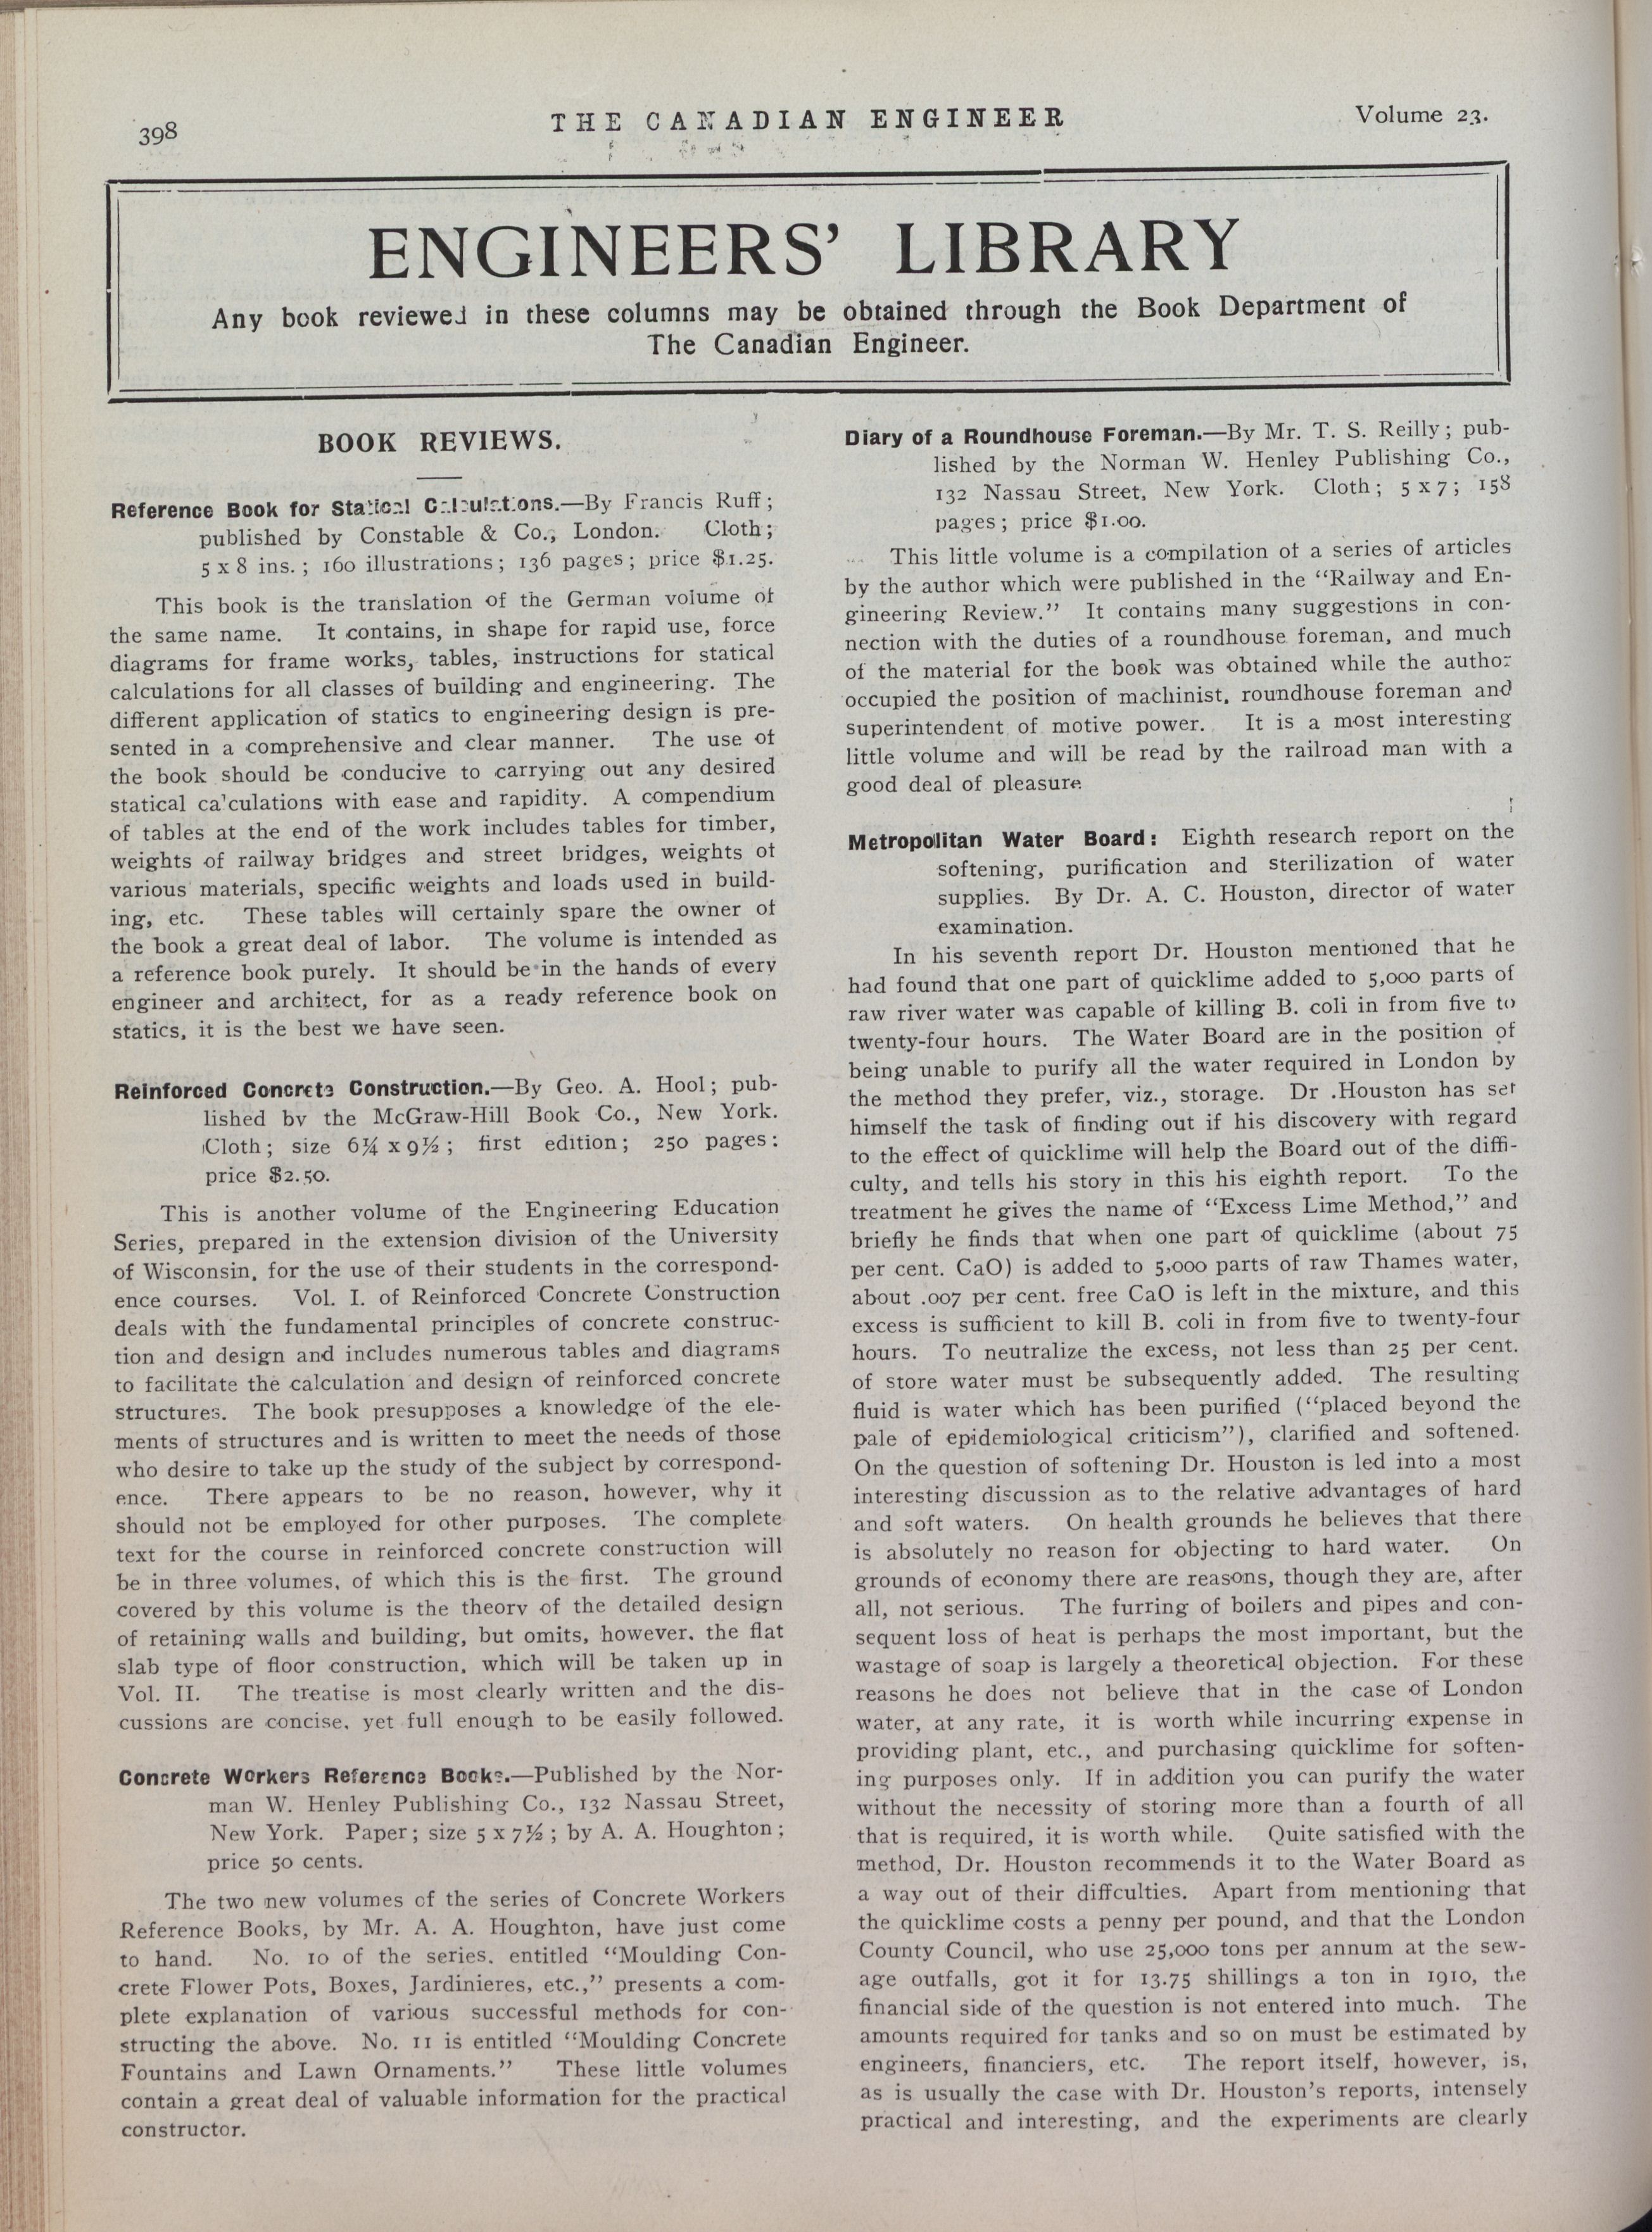 398
THE CANADIAN ENGINEER
Volume 23.
ENGINEERS' LIBRARY
Any book reviewed in these columns may be obtained through the Book Department of
The Canadian Engineer.
BOOK REVIEWS.
Reference Book for Statical Calculations.—By Francis Ruff;
published by Constable & Co., London. Cloth;
5 x 8 ins.; 160 illustrations; 136 pages; price $1.25.
This book is the translation of the German volume of
the same name. It contains, in shape for rapid use, force
diagrams for frame works, tables, instructions for statical
calculations for all classes of building and engineering. The
different application of statics to engineering design is pre-
sented in a comprehensive and clear manner. The use of
the book should be conducive to carrying out any desired
statical calculations with ease and rapidity. A compendium
of tables at the end of the work includes tables for timber,
weights of railway bridges and street bridges, weights of
various materials, specific weights and loads used in build-
ing, etc. These tables will certainly spare the owner of
the book a great deal of labor. The volume is intended as
a reference book purely. It should be in the hands of every
engineer and architect, for as a ready reference book on
statics, it is the best we have seen.
Reinforced Concrete Construction.—By Geo. A. Hool; pub-
lished by the McGraw-Hill Book Co., New York.
Cloth; size 6¼ x 9½; first edition; 250 pages:
price $2.50.
This is another volume of the Engineering Education
Series, prepared in the extension division of the University
of Wisconsin, for the use of their students in the correspond-
ence courses. Vol. I. of Reinforced Concrete Construction
deals with the fundamental principles of concrete construc-
tion and design and includes numerous tables and diagrams
to facilitate the calculation and design of reinforced concrete
structures. The book presupposes a knowledge of the ele-
ments of structures and is written to meet the needs of those
who desire to take up the study of the subject by correspond-
ence. There appears to be no reason, however, why it
should not be employed for other purposes. The complete
text for the course in reinforced concrete construction will
be in three volumes, of which this is the first. The ground
covered by this volume is the theory of the detailed design
of retaining walls and building, but omits, however, the flat
slab type of floor construction, which will be taken up in
Vol. II. The treatise is most clearly written and the dis-
cussions are concise, yet full enough to be easily followed.
Concrete Workers Reference Books.—Published by the Nor-
man W. Henley Publishing Co., 132 Nassau Street,
New York. Paper; size 5 x 7½; by A. A. Houghton;
price 50 cents.
The two new volumes of the series of Concrete Workers
Reference Books, by Mr. A. A. Houghton, have just come
to hand. No. 10 of the series, entitled "Moulding Con-
crete Flower Pots, Boxes, Jardinieres, etc.," presents a com-
plete explanation of various successful methods for con-
structing the above. No. 11 is entitled "Moulding Concrete
Fountains and Lawn Ornaments." These little volumes
contain a great deal of valuable information for the practical
constructor.
Diary of a Roundhouse Foreman.—By Mr. T. S. Reilly; pub-
lished by the Norman W. Henley Publishing Co.,
132 Nassau Street, New York. Cloth; 5 x 7; 158
pages; price $1.00.
This little volume is a compilation of a series of articles
by the author which were published in the "Railway and En-
gineering Review." It contains many suggestions in con-
nection with the duties of a roundhouse foreman, and much
of the material for the book was obtained while the author
occupied the position of machinist, roundhouse foreman and
superintendent of motive power. It is a most interesting
little volume and will be read by the railroad man with a
good deal of pleasure
Metropolitan Water Board: Eighth research report on the
softening, purification and sterilization of water
supplies. By Dr. A. C. Houston, director of water
examination.
In his seventh report Dr. Houston mentioned that he
had found that one part of quicklime added to 5,000 parts of
raw river water was capable of killing B. coli in from five to
twenty-four hours. The Water Board are in the position of
being unable to purify all the water required in London by
the method they prefer, viz., storage. Dr .Houston has set
himself the task of finding out if his discovery with regard
to the effect of quicklime will help the Board out of the diffi-
culty, and tells his story in this his eighth report. To the
treatment he gives the name of "Excess Lime Method," and
briefly he finds that when one part of quicklime (about 75
per cent. CaO) is added to 5,000 parts of raw Thames water,
about .007 per cent. free CaO is left in the mixture, and this
excess is sufficient to kill B. coli in from five to twenty-four
hours. To neutralize the excess, not less than 25 per cent.
of store water must be subsequently added. The resulting
fluid is water which has been purified ("placed beyond the
pale of epidemiological criticism"), clarified and softened.
On the question of softening Dr. Houston is led into a most
interesting discussion as to the relative advantages of hard
and soft waters. On health grounds he believes that there
is absolutely no reason for objecting to hard water. On
grounds of economy there are reasons, though they are, after
all, not serious. The furring of boilers and pipes and con-
sequent loss of heat is perhaps the most important, but the
wastage of soap is largely a theoretical objection. For these
reasons he does not believe that in the case of London
water, at any rate, it is worth while incurring expense in
providing plant, etc., and purchasing quicklime for soften-
ing purposes only. If in addition you can purify the water
without the necessity of storing more than a fourth of all
that is required, it is worth while. Quite satisfied with the
method, Dr. Houston recommends it to the Water Board as
a way out of their diffculties. Apart from mentioning that
the quicklime costs a penny per pound, and that the London
County Council, who use 25,000 tons per annum at the sew-
age outfalls, got it for 13.75 shillings a ton in 1910, the
financial side of the question is not entered into much. The
amounts required for tanks and so on must be estimated by
engineers, financiers, etc. The report itself, however, is,
as is usually the case with Dr. Houston's reports, intensely
practical and interesting, and the experiments are clearly